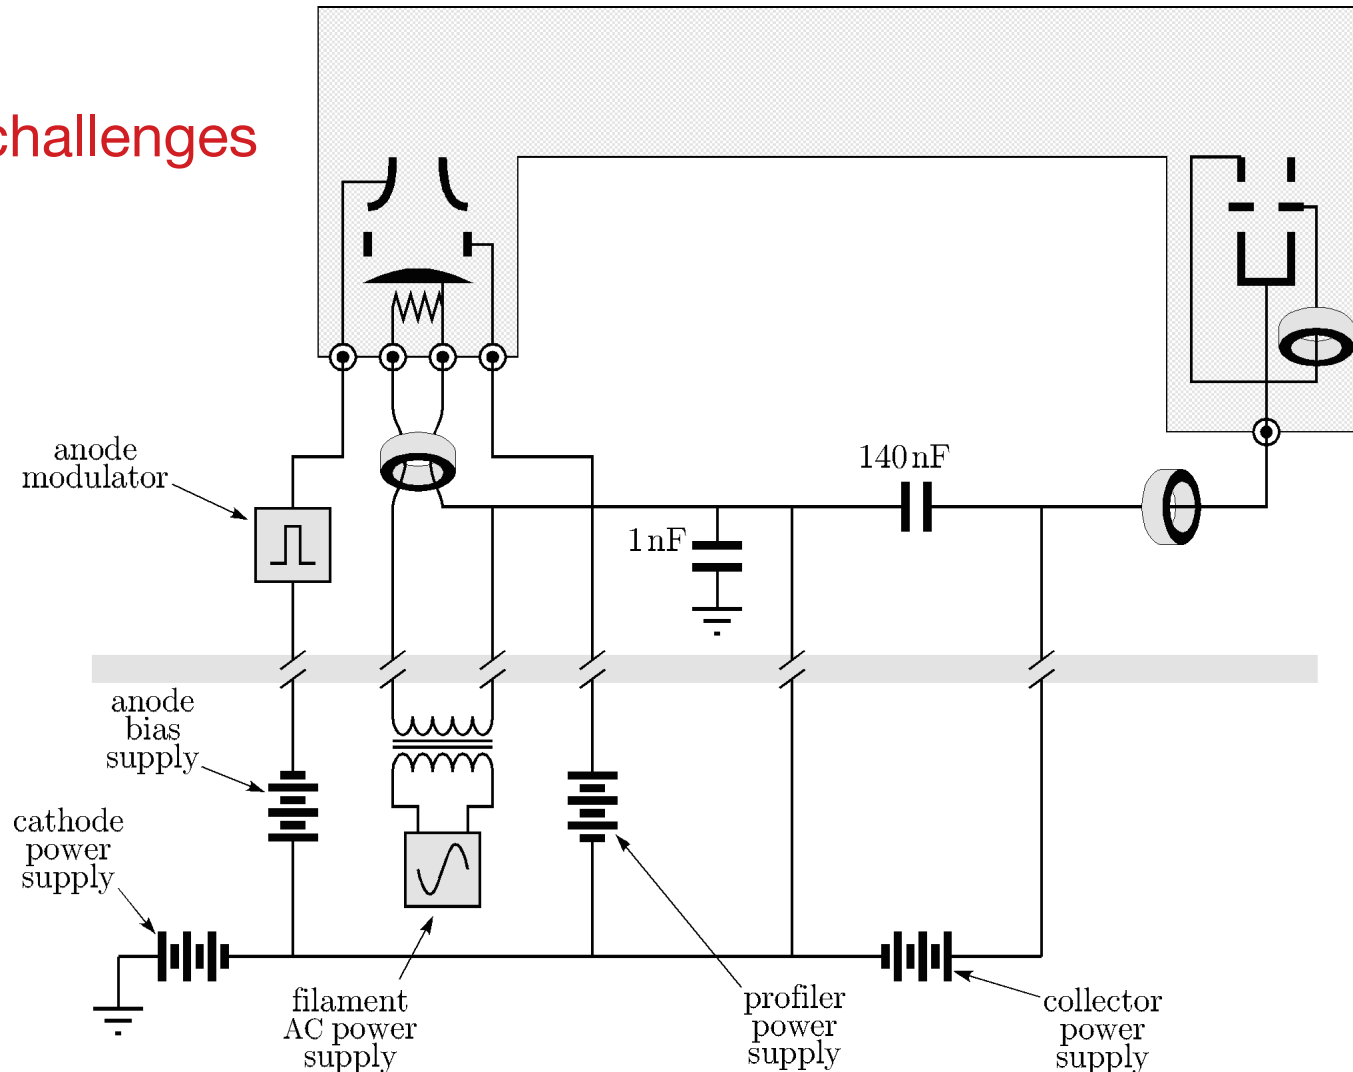 challenges
anode
modulator
140 nF
1 nF
anode
bias
supply
cathode
power
supply
filament
AC power
supply
profiler
power
supply
collector
power
supply